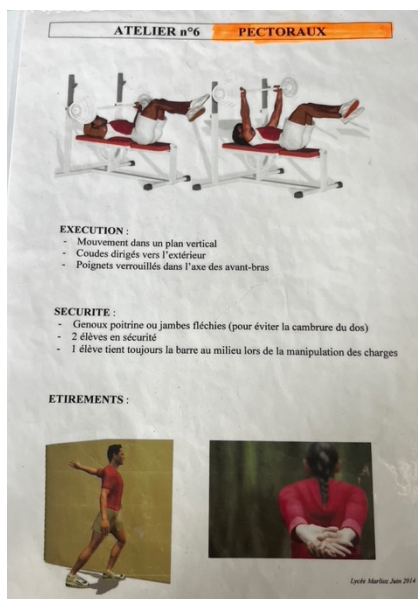 ATELIER n°6 PECTORAUX
EXECUTION :
- Mouvement dans un plan vertical
- Coudes dirigés vers l'extérieur
- Poignets verrouillés dans l'axe des avant-bras
SECURITE :
- Genoux poitrine ou jambes fléchies (pour éviter la cambrure du dos)
- 2 élèves en sécurité
- 1 élève tient toujours la barre au milieu lors de la manipulation des charges
ETIREMENTS :
Lycée Marlioz Juin 2014